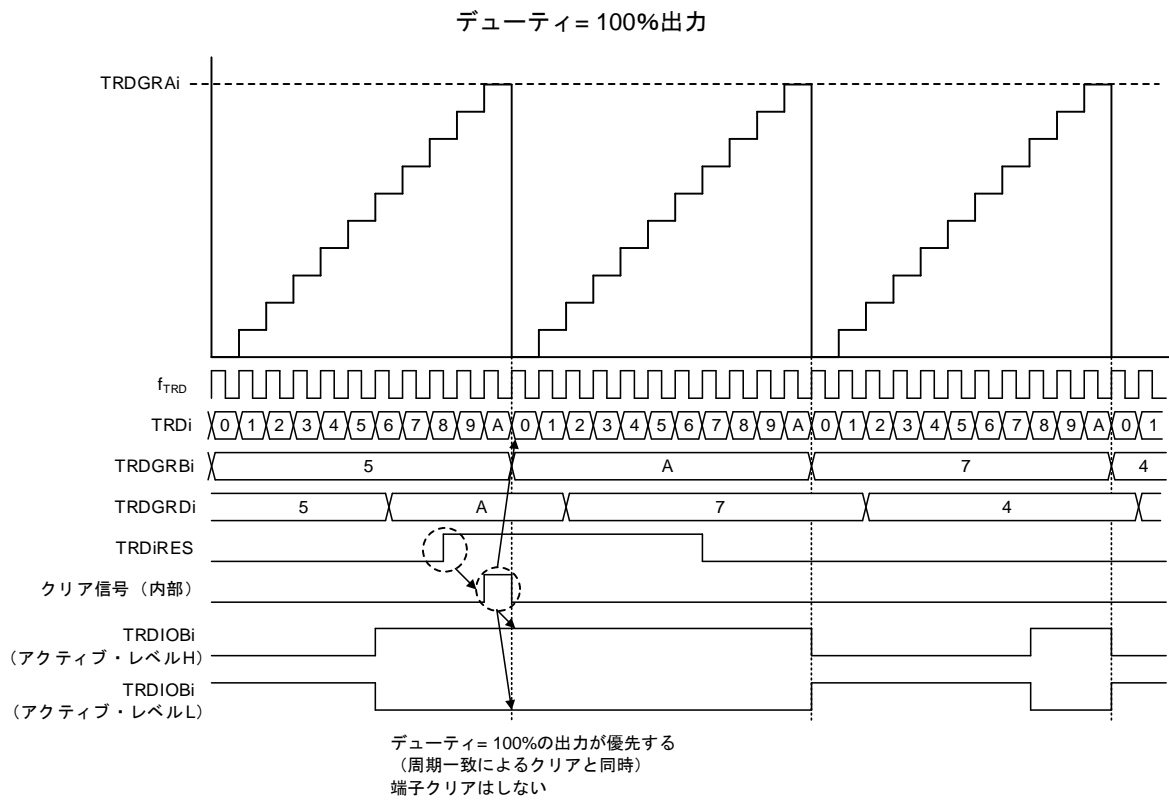 デューティ= 100%出力
TRDGRAi
fTRD
TRDi 0 1 2 3 4 5 6 7 8 9 A 0 1 2 3 4 5 6 7 8 9 A 0 1 2 3 4 5 6 7 8 9 A 0 1
TRDGRBi 5 A 7 4
TRDGRDi 5 A 7 4
TRDiRES
クリア信号（内部）
TRDIOBi
（アクティブ・レベルH）
TRDIOBi
（アクティブ・レベルL）
デューティ= 100%の出力が優先する
（周期一致によるクリアと同時）
端子クリアはしない